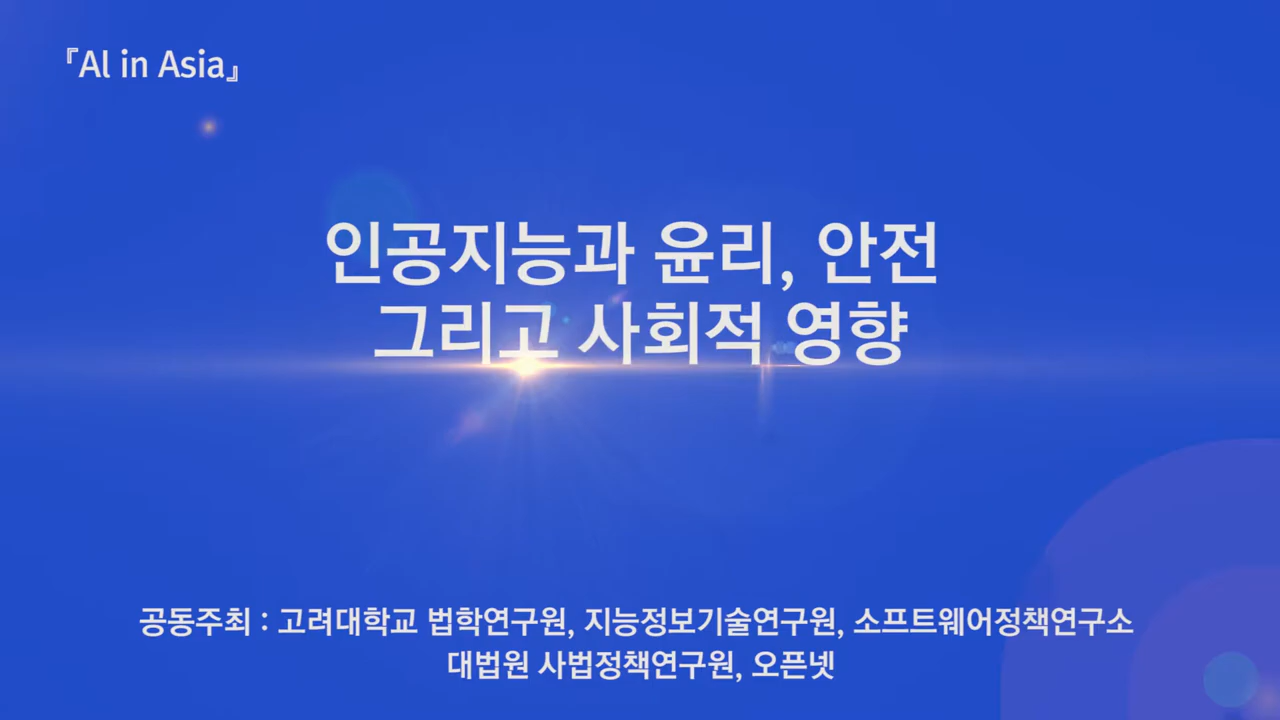 『AI in Asia』
인공지능과 윤리, 안전
그리고 사회적 영향
공동주최 : 고려대학교 법학연구원, 지능정보기술연구원, 소프트웨어정책연구소
대법원 사법정책연구원, 오픈넷